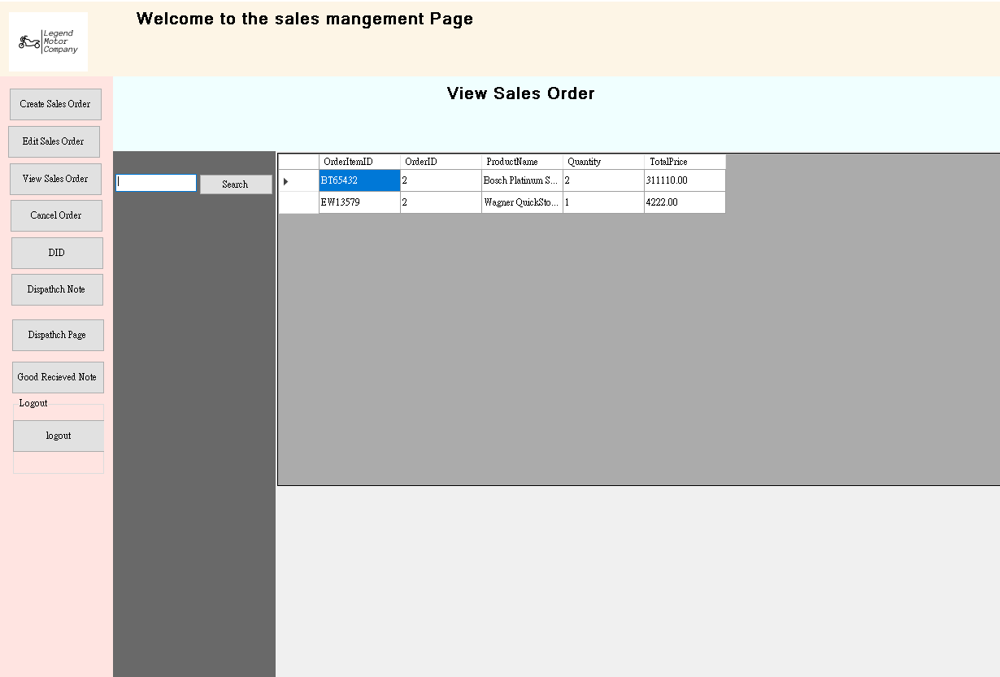 Welcome to the sales mangement Page
Legend
Motor
Company
View Sales Order
Create Sales Order
Edit Sales Order
View Sales Order
Cancel Order
DID
Dispathch Note
Dispathch Page
Good Recieved Note
Logout
logout
Search
OrderItemID OrderID ProductName Quantity TotalPrice
BT65432 2 Bosch Platinum S... 2 311110.00
EW13579 2 Wagner QuickSto... 1 4222.00